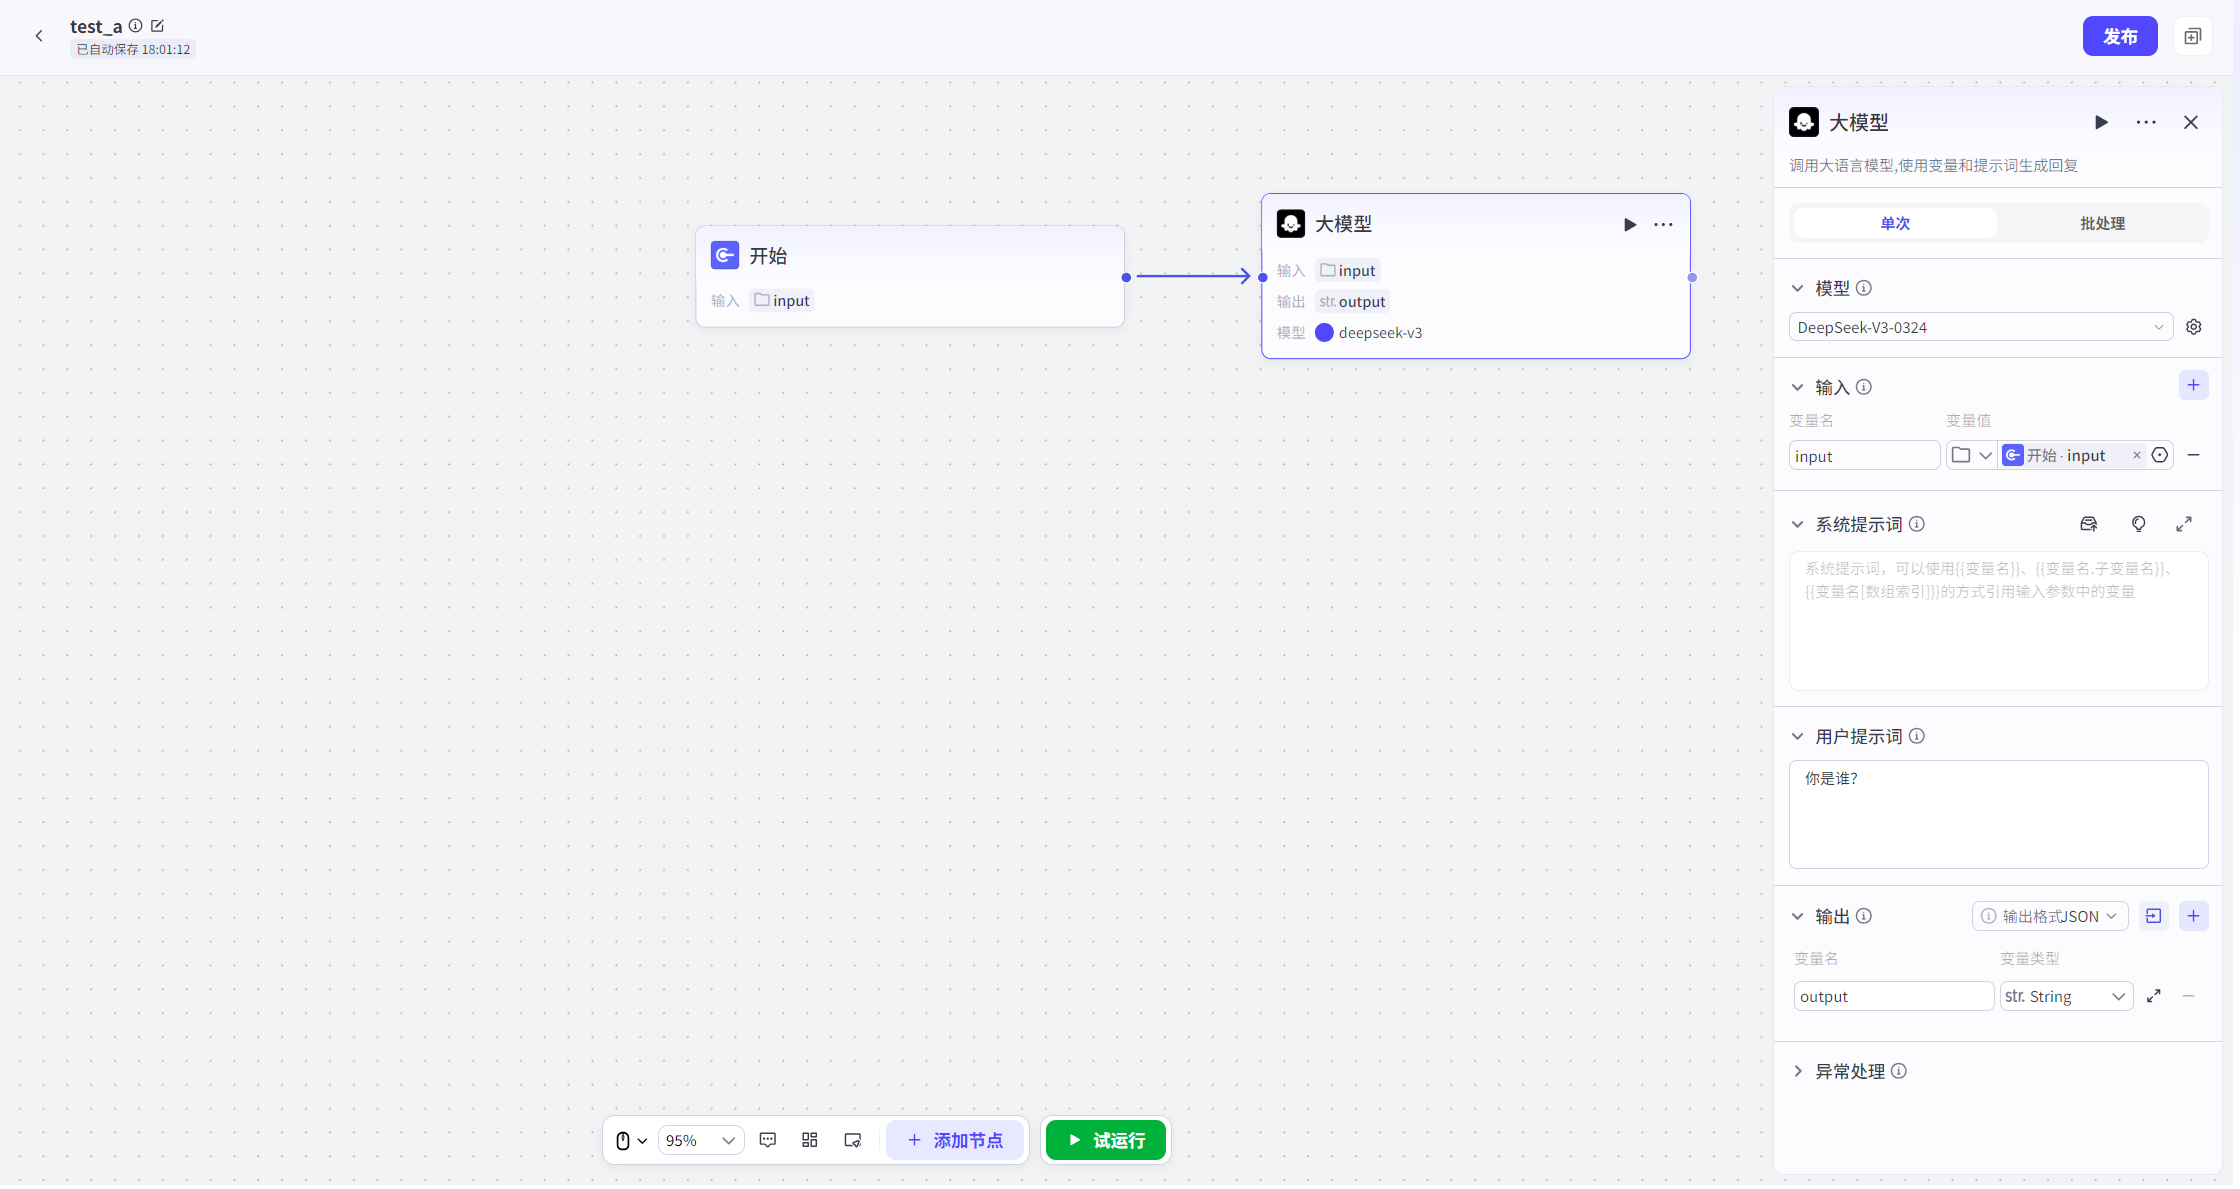 test_a
已自动保存 18:01:12
发布
开始
输入 input
大模型
输入 input
输出 str. output
模型 deepseek-v3
大模型
调用大语言模型,使用变量和提示词生成回复
单次 批处理
模型
DeepSeek-V3-0324
输入
变量名 变量值
input 开始 - input
系统提示词
系统提示词，可以使用{{变量名}}、{{变量名.子变量名}}、
{{变量名[数组索引]}}的方式引用输入参数中的变量
用户提示词
你是谁？
输出 输出格式JSON
变量名 变量类型
output str. String
异常处理
95% 添加节点 试运行